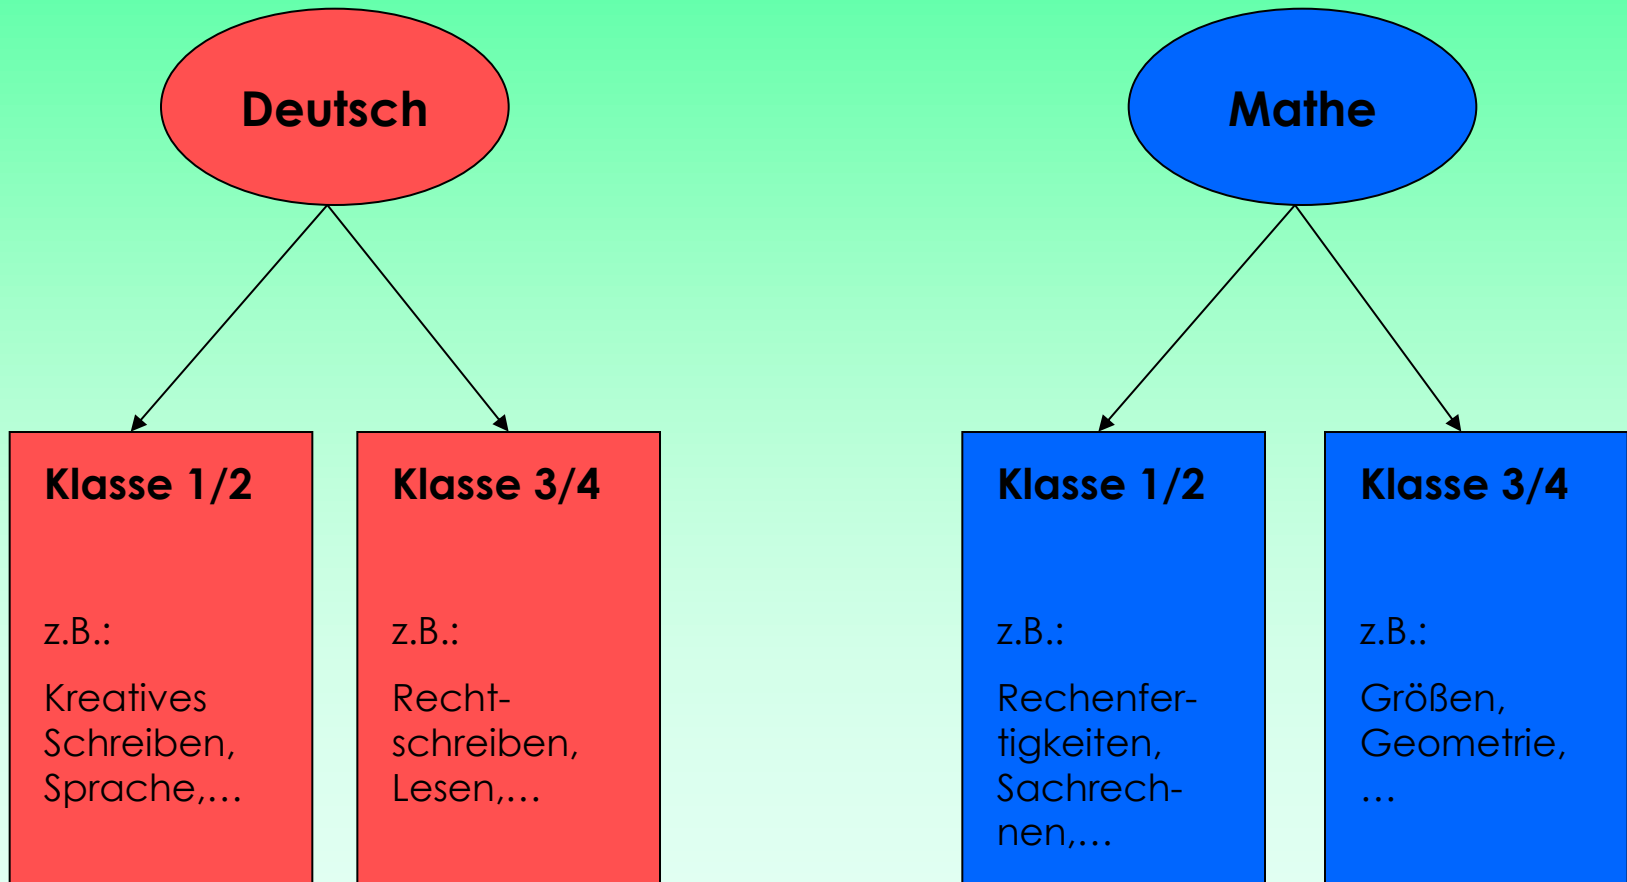 Deutsch
Mathe
Klasse 1/2
z.B.:
Kreatives
Schreiben,
Sprache,…
Klasse 3/4
z.B.:
Recht-
schreiben,
Lesen,…
Klasse 1/2
z.B.:
Rechenfer-
tigkeiten,
Sachrech-
nen,…
Klasse 3/4
z.B.:
Größen,
Geometrie,
…